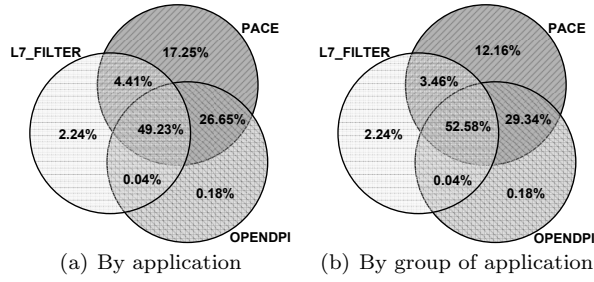 PACE
L7_FILTER
17.25%
4.41%
2.24%
49.23%
26.65%
0.04%
0.18%
OPENDPI
(a) By application
PACE
L7_FILTER
12.16%
3.46%
2.24%
52.58%
29.34%
0.04%
0.18%
OPENDPI
(b) By group of application